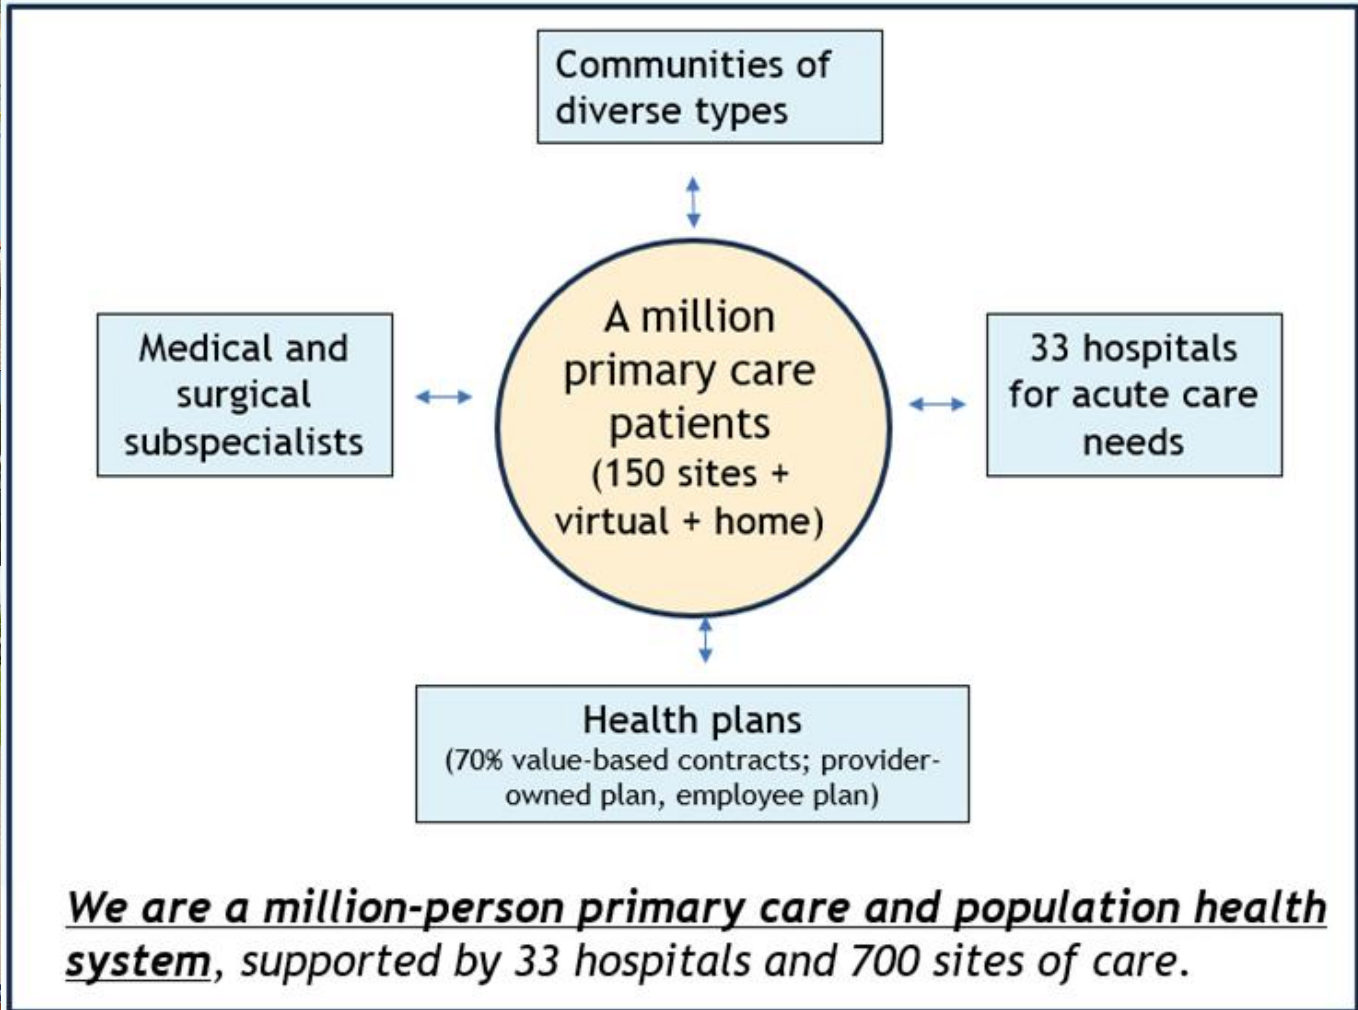 Communities of
diverse types
Medical and
surgical
subspecialists
A million
primary care
patients
(150 sites +
virtual + home)
33 hospitals
for acute care
needs
Health plans
(70% value-based contracts; provider-
owned plan, employee plan)
We are a million-person primary care and population health
system, supported by 33 hospitals and 700 sites of care.